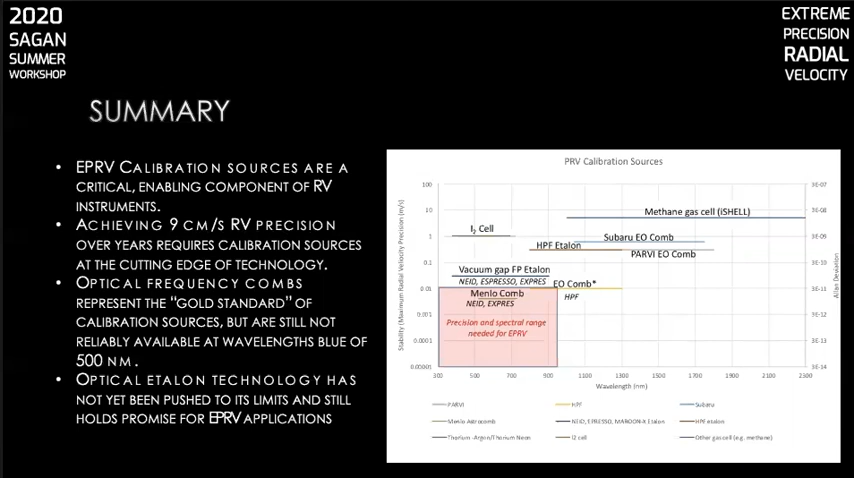 2020
SAGAN
SUMMER
WORKSHOP
EXTREME
PRECISION
RADIAL
VELOCITY
SUMMARY
• EPRV CALIBRATION SOURCES ARE A
CRITICAL, ENABLING COMPONENT OF RV
INSTRUMENTS.
• ACHIEVING 9 CM/S RV PRECISION
OVER YEARS REQUIRES CALIBRATION SOURCES
AT THE CUTTING EDGE OF TECHNOLOGY.
• OPTICAL FREQUENCY COMBS
REPRESENT THE “GOLD STANDARD” OF
CALIBRATION SOURCES, BUT ARE STILL NOT
RELIABLY AVAILABLE AT WAVELENGTHS BLUE OF
500 NM.
• OPTICAL ETALON TECHNOLOGY HAS
NOT YET BEEN PUSHED TO ITS LIMITS AND STILL
HOLDS PROMISE FOR EPRV APPLICATIONS
PRV Calibration Sources
Stability (Maximum Radial Velocity Precision (m/s)
100
10
1
0.1
0.01
0.001
0.0001
0.00001
3E-07
3E-08
3E-09
3E-10
3E-11
3E-12
3E-13
3E-14
Allan Deviation
Methane gas cell (iSHELL)
I₂ Cell
Subaru EO Comb
HPF Etalon
PARVI EO Comb
Vacuum gap FP Etalon
NEID, ESPRESSO, EXPRES
EO Comb*
HPF
Menlo Comb
NEID, EXPRES
Precision and spectral range
needed for EPRV
300 500 700 900 1100 1300 1500 1700 1900 2100 2300
Wavelength (nm)
PARVI HPF Subaru
Menlo Astrocomb NEID, ESPRESSO, MAROON-X Etalon HPF etalon
Thorium -Argon/Thorium Neon I2 cell Other gas cell (e.g. methane)